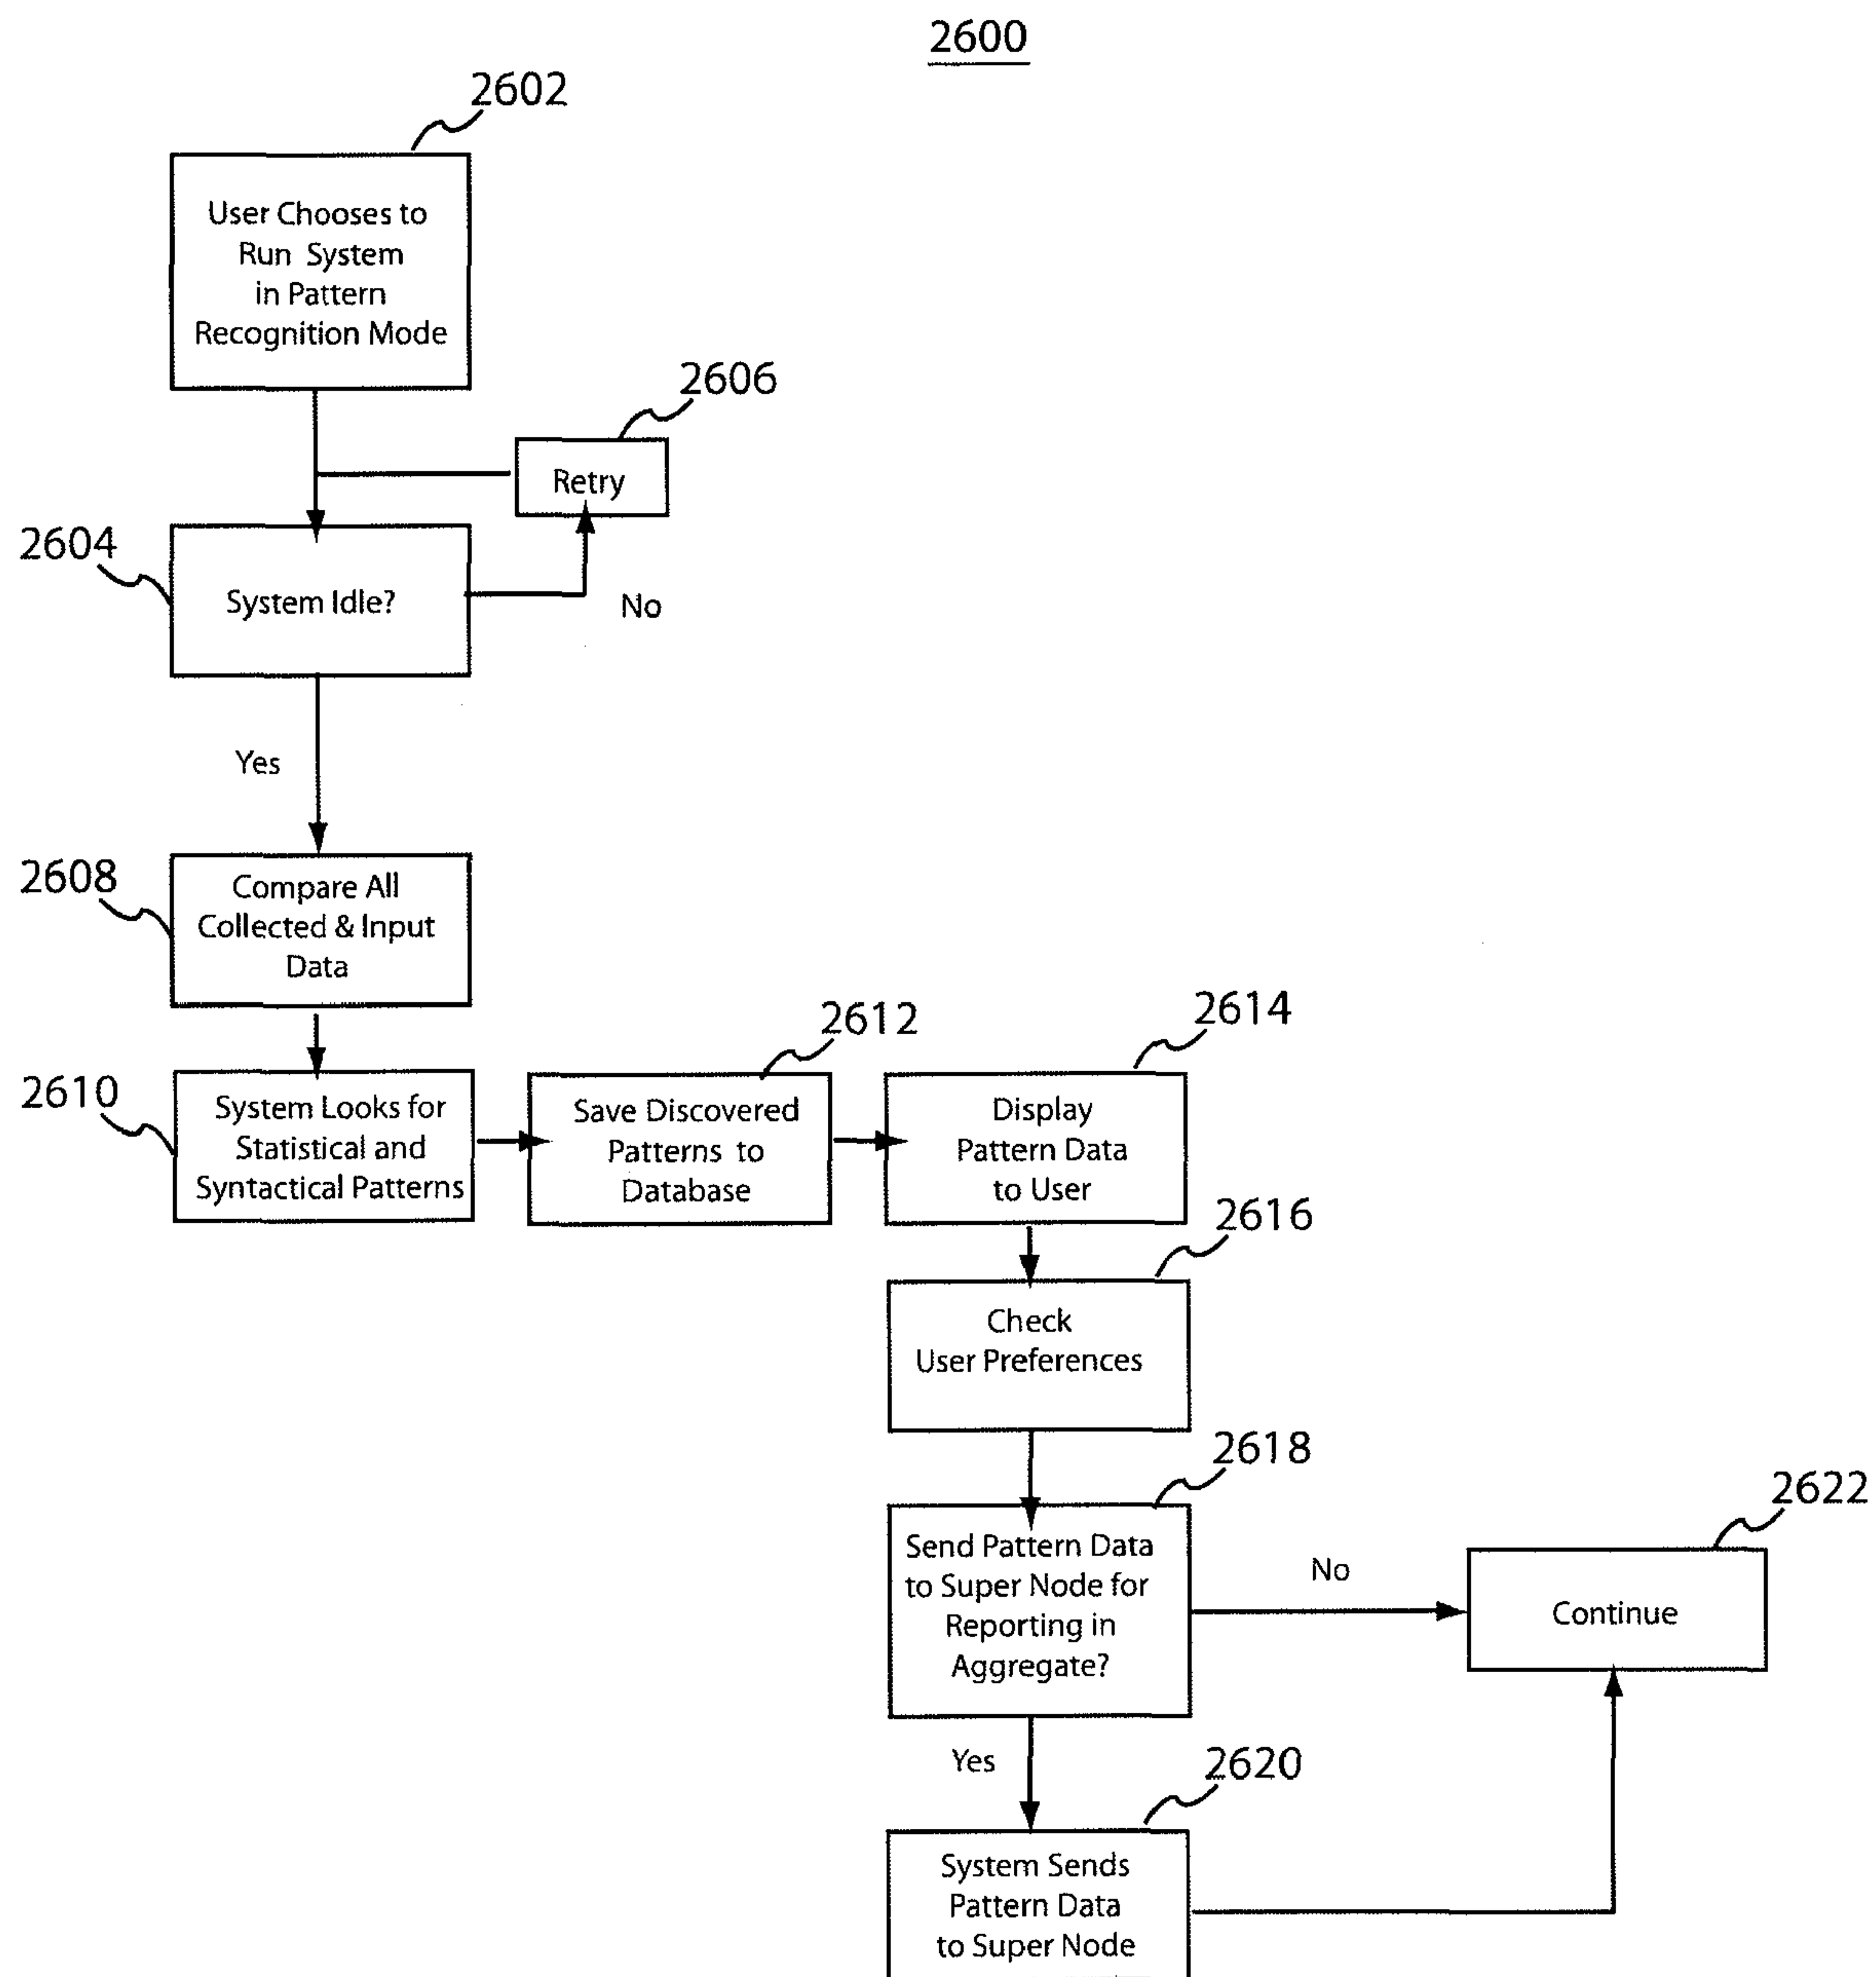 2600
2602
User Chooses to
Run System
in Pattern
Recognition Mode
2606
Retry
2604
System Idle?
No
Yes
2608
Compare All
Collected & Input
Data
2610
System Looks for
Statistical and
Syntactical Patterns
2612
Save Discovered
Patterns to
Database
2614
Display
Pattern Data
to User
2616
Check
User Preferences
2618
Send Pattern Data
to Super Node for
Reporting in
Aggregate?
No
2622
Continue
Yes
2620
System Sends
Pattern Data
to Super Node